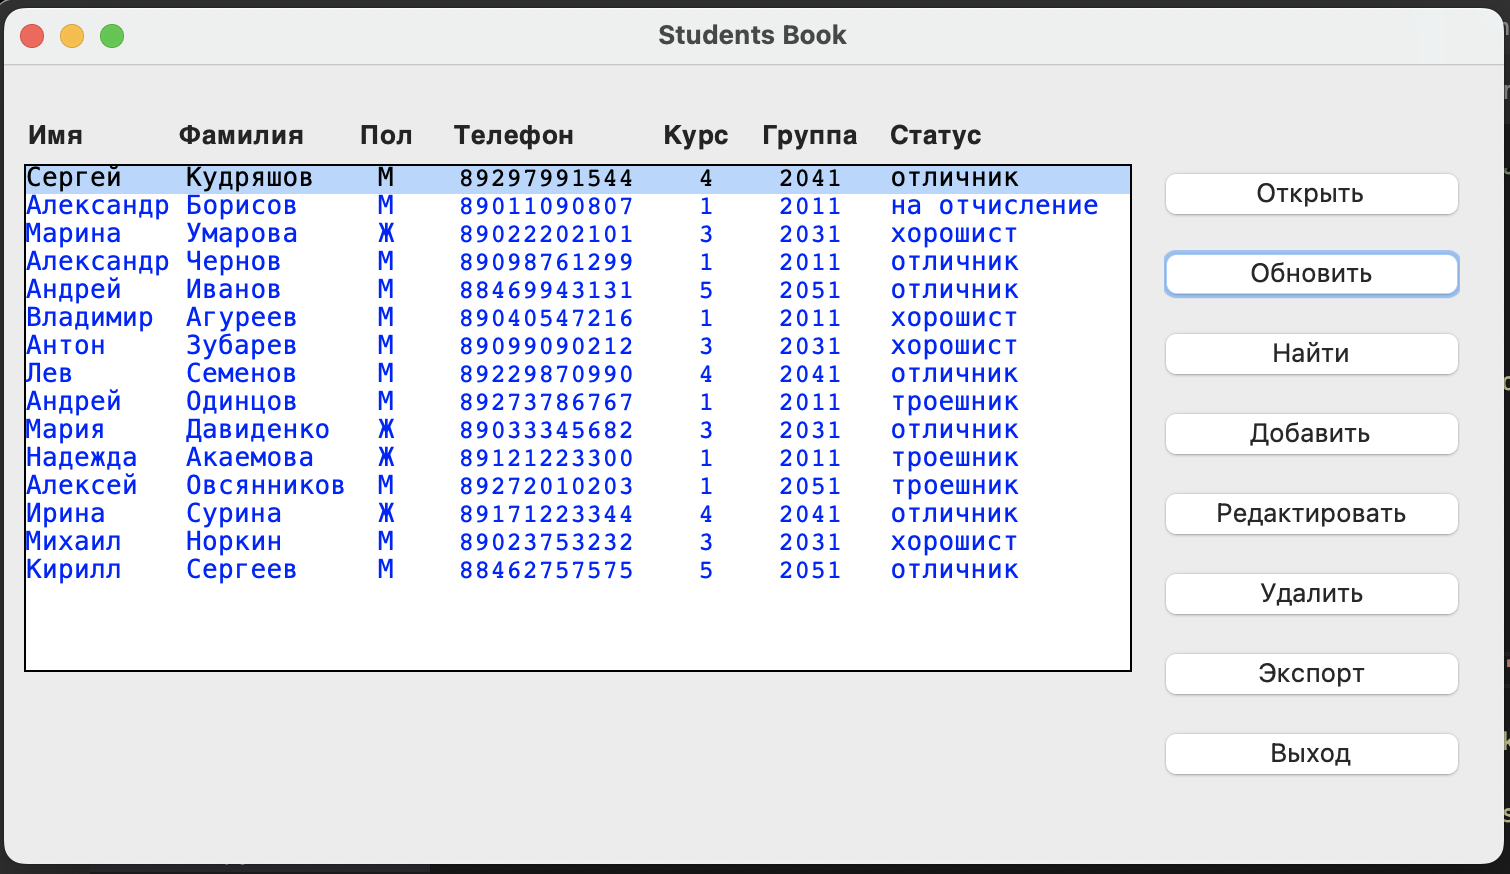 Students Book
Имя Фамилия Пол Телефон Курс Группа Статус
Сергей Кудряшов М 89297991544 4 2041 отличник
Александр Борисов М 89011090807 1 2011 на отчисление
Марина Умарова Ж 89022202101 3 2031 хорошист
Александр Чернов М 89098761299 1 2011 отличник
Андрей Иванов М 88469943131 5 2051 отличник
Владимир Агуреев М 89040547216 1 2011 хорошист
Антон Зубарев М 89099090212 3 2031 хорошист
Лев Семенов М 89229870990 4 2041 отличник
Андрей Одинцов М 89273786767 1 2011 троешник
Мария Давиденко Ж 89033345682 3 2031 отличник
Надежда Акаемова Ж 89121223300 1 2011 троешник
Алексей Овсянников М 89272010203 1 2051 троешник
Ирина Сурина Ж 89171223344 4 2041 отличник
Михаил Норкин М 89023753232 3 2031 хорошист
Кирилл Сергеев М 88462757575 5 2051 отличник
Открыть
Обновить
Найти
Добавить
Редактировать
Удалить
Экспорт
Выход